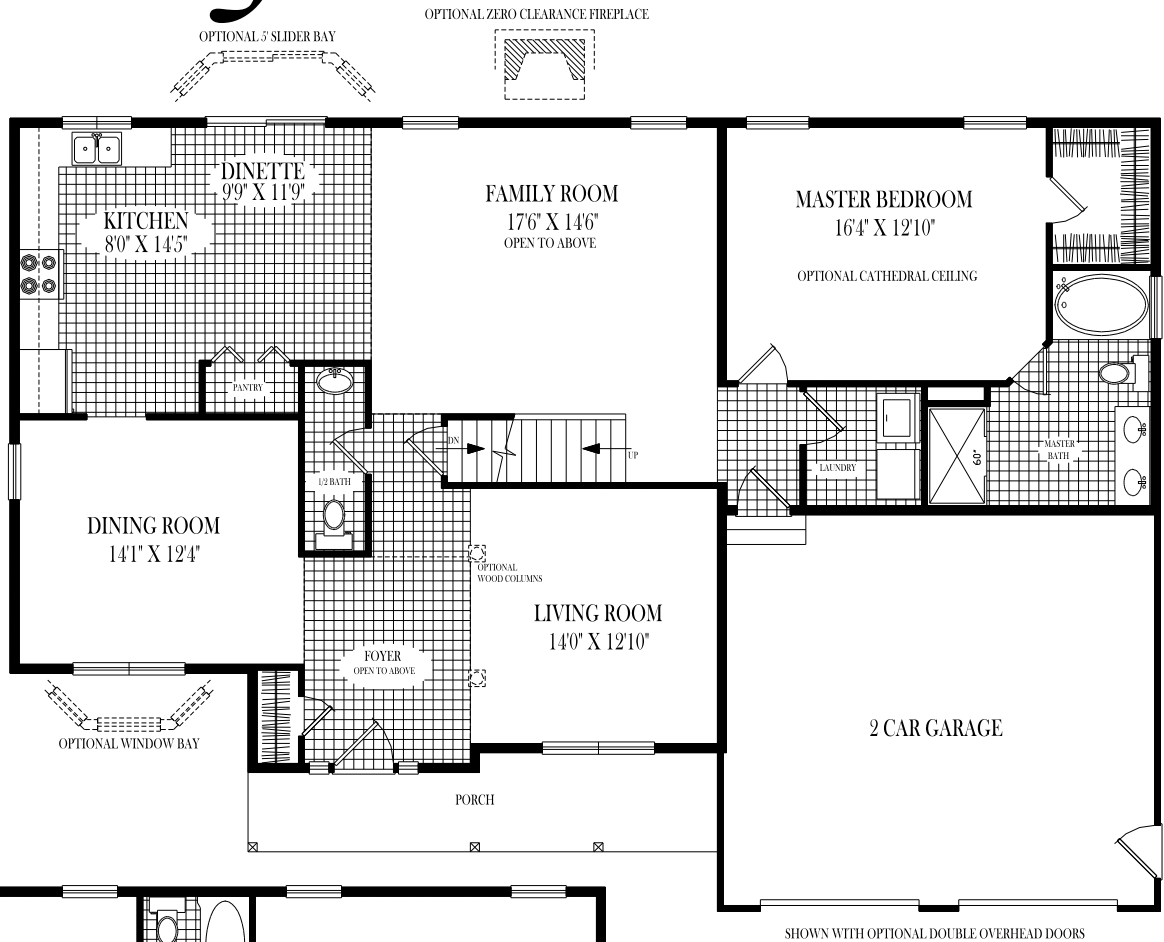 OPTIONAL ZERO CLEARANCE FIREPLACE
OPTIONAL 5' SLIDER BAY
DINETTE
9'9" X 11'9"
KITCHEN
8'0" X 14'5"
FAMILY ROOM
17'6" X 14'6"
OPEN TO ABOVE
MASTER BEDROOM
16'4" X 12'10"
OPTIONAL CATHEDRAL CEILING
PANTRY
DN
UP
1/2 BATH
LAUNDRY
60"
MASTER
BATH
DINING ROOM
14'1" X 12'4"
OPTIONAL
WOOD COLUMNS
LIVING ROOM
14'0" X 12'10"
FOYER
OPEN TO ABOVE
2 CAR GARAGE
OPTIONAL WINDOW BAY
PORCH
SHOWN WITH OPTIONAL DOUBLE OVERHEAD DOORS